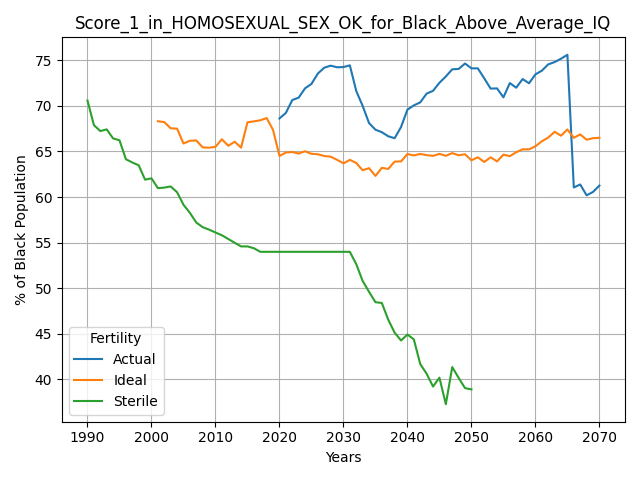 Score_1_in_HOMOSEXUAL_SEX_OK_for_Black_Above_Average_IQ
% of Black Population
75
70
65
60
55
50
45
40
Fertility
Actual
Ideal
Sterile
1990 2000 2010 2020 2030 2040 2050 2060 2070
Years